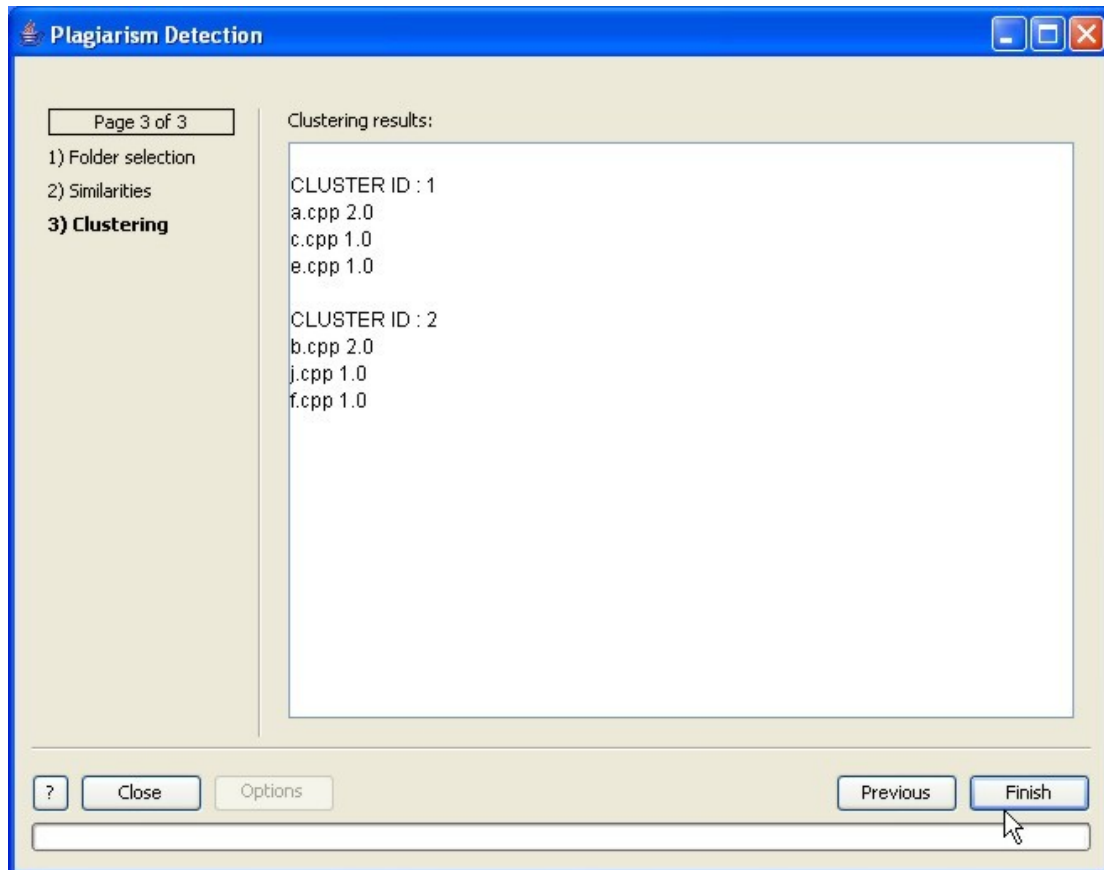 Plagiarism Detection
Page 3 of 3
1) Folder selection
2) Similarities
3) Clustering
Clustering results:
CLUSTER ID : 1
a.cpp 2.0
c.cpp 1.0
e.cpp 1.0
CLUSTER ID : 2
b.cpp 2.0
j.cpp 1.0
f.cpp 1.0
? Close Options Previous Finish